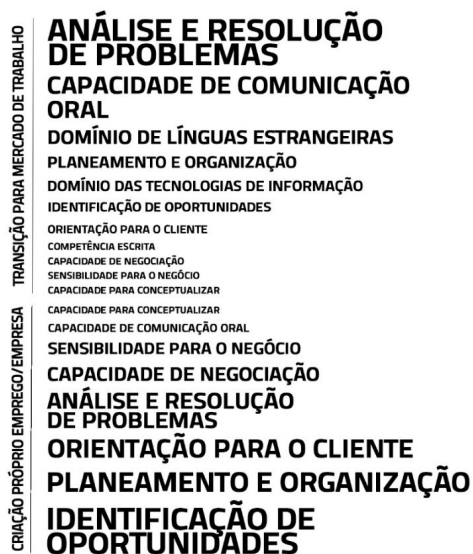 TRANSIÇÃO PARA MERCADO DE TRABALHO
ANÁLISE E RESOLUÇÃO
DE PROBLEMAS
CAPACIDADE DE COMUNICAÇÃO
ORAL
DOMÍNIO DE LÍNGUAS ESTRANGEIRAS
PLANEAMENTO E ORGANIZAÇÃO
DOMÍNIO DAS TECNOLOGIAS DE INFORMAÇÃO
IDENTIFICAÇÃO DE OPORTUNIDADES
ORIENTAÇÃO PARA O CLIENTE
COMPETÊNCIA ESCRITA
CAPACIDADE DE NEGOCIAÇÃO
SENSIBILIDADE PARA O NEGÓCIO
CAPACIDADE PARA CONCEPTUALIZAR
CRIAÇÃO PRÓPRIO EMPREGO/EMPRESA
CAPACIDADE PARA CONCEPTUALIZAR
CAPACIDADE DE COMUNICAÇÃO ORAL
SENSIBILIDADE PARA O NEGÓCIO
CAPACIDADE DE NEGOCIAÇÃO
ANÁLISE E RESOLUÇÃO
DE PROBLEMAS
ORIENTAÇÃO PARA O CLIENTE
PLANEAMENTO E ORGANIZAÇÃO
IDENTIFICAÇÃO DE
OPORTUNIDADES